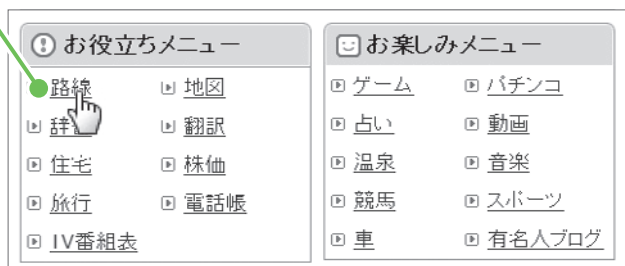 お役立ちメニュー
路線
地図
辞
翻訳
住宅
株価
旅行
電話帳
TV番組表
お楽しみメニュー
ゲーム
パチンコ
占い
動画
温泉
音楽
競馬
スポーツ
車
有名人ブログ